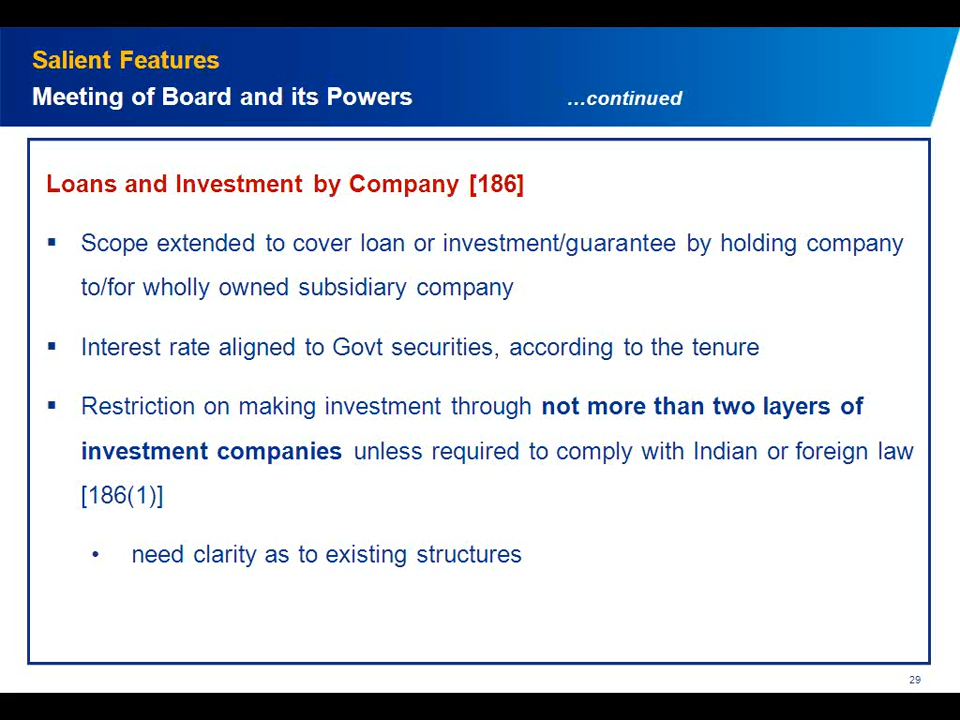 Salient Features
Meeting of Board and its Powers …continued
Loans and Investment by Company [186]
▪ Scope extended to cover loan or investment/guarantee by holding company
to/for wholly owned subsidiary company
▪ Interest rate aligned to Govt securities, according to the tenure
▪ Restriction on making investment through not more than two layers of
investment companies unless required to comply with Indian or foreign law
[186(1)]
• need clarity as to existing structures
29